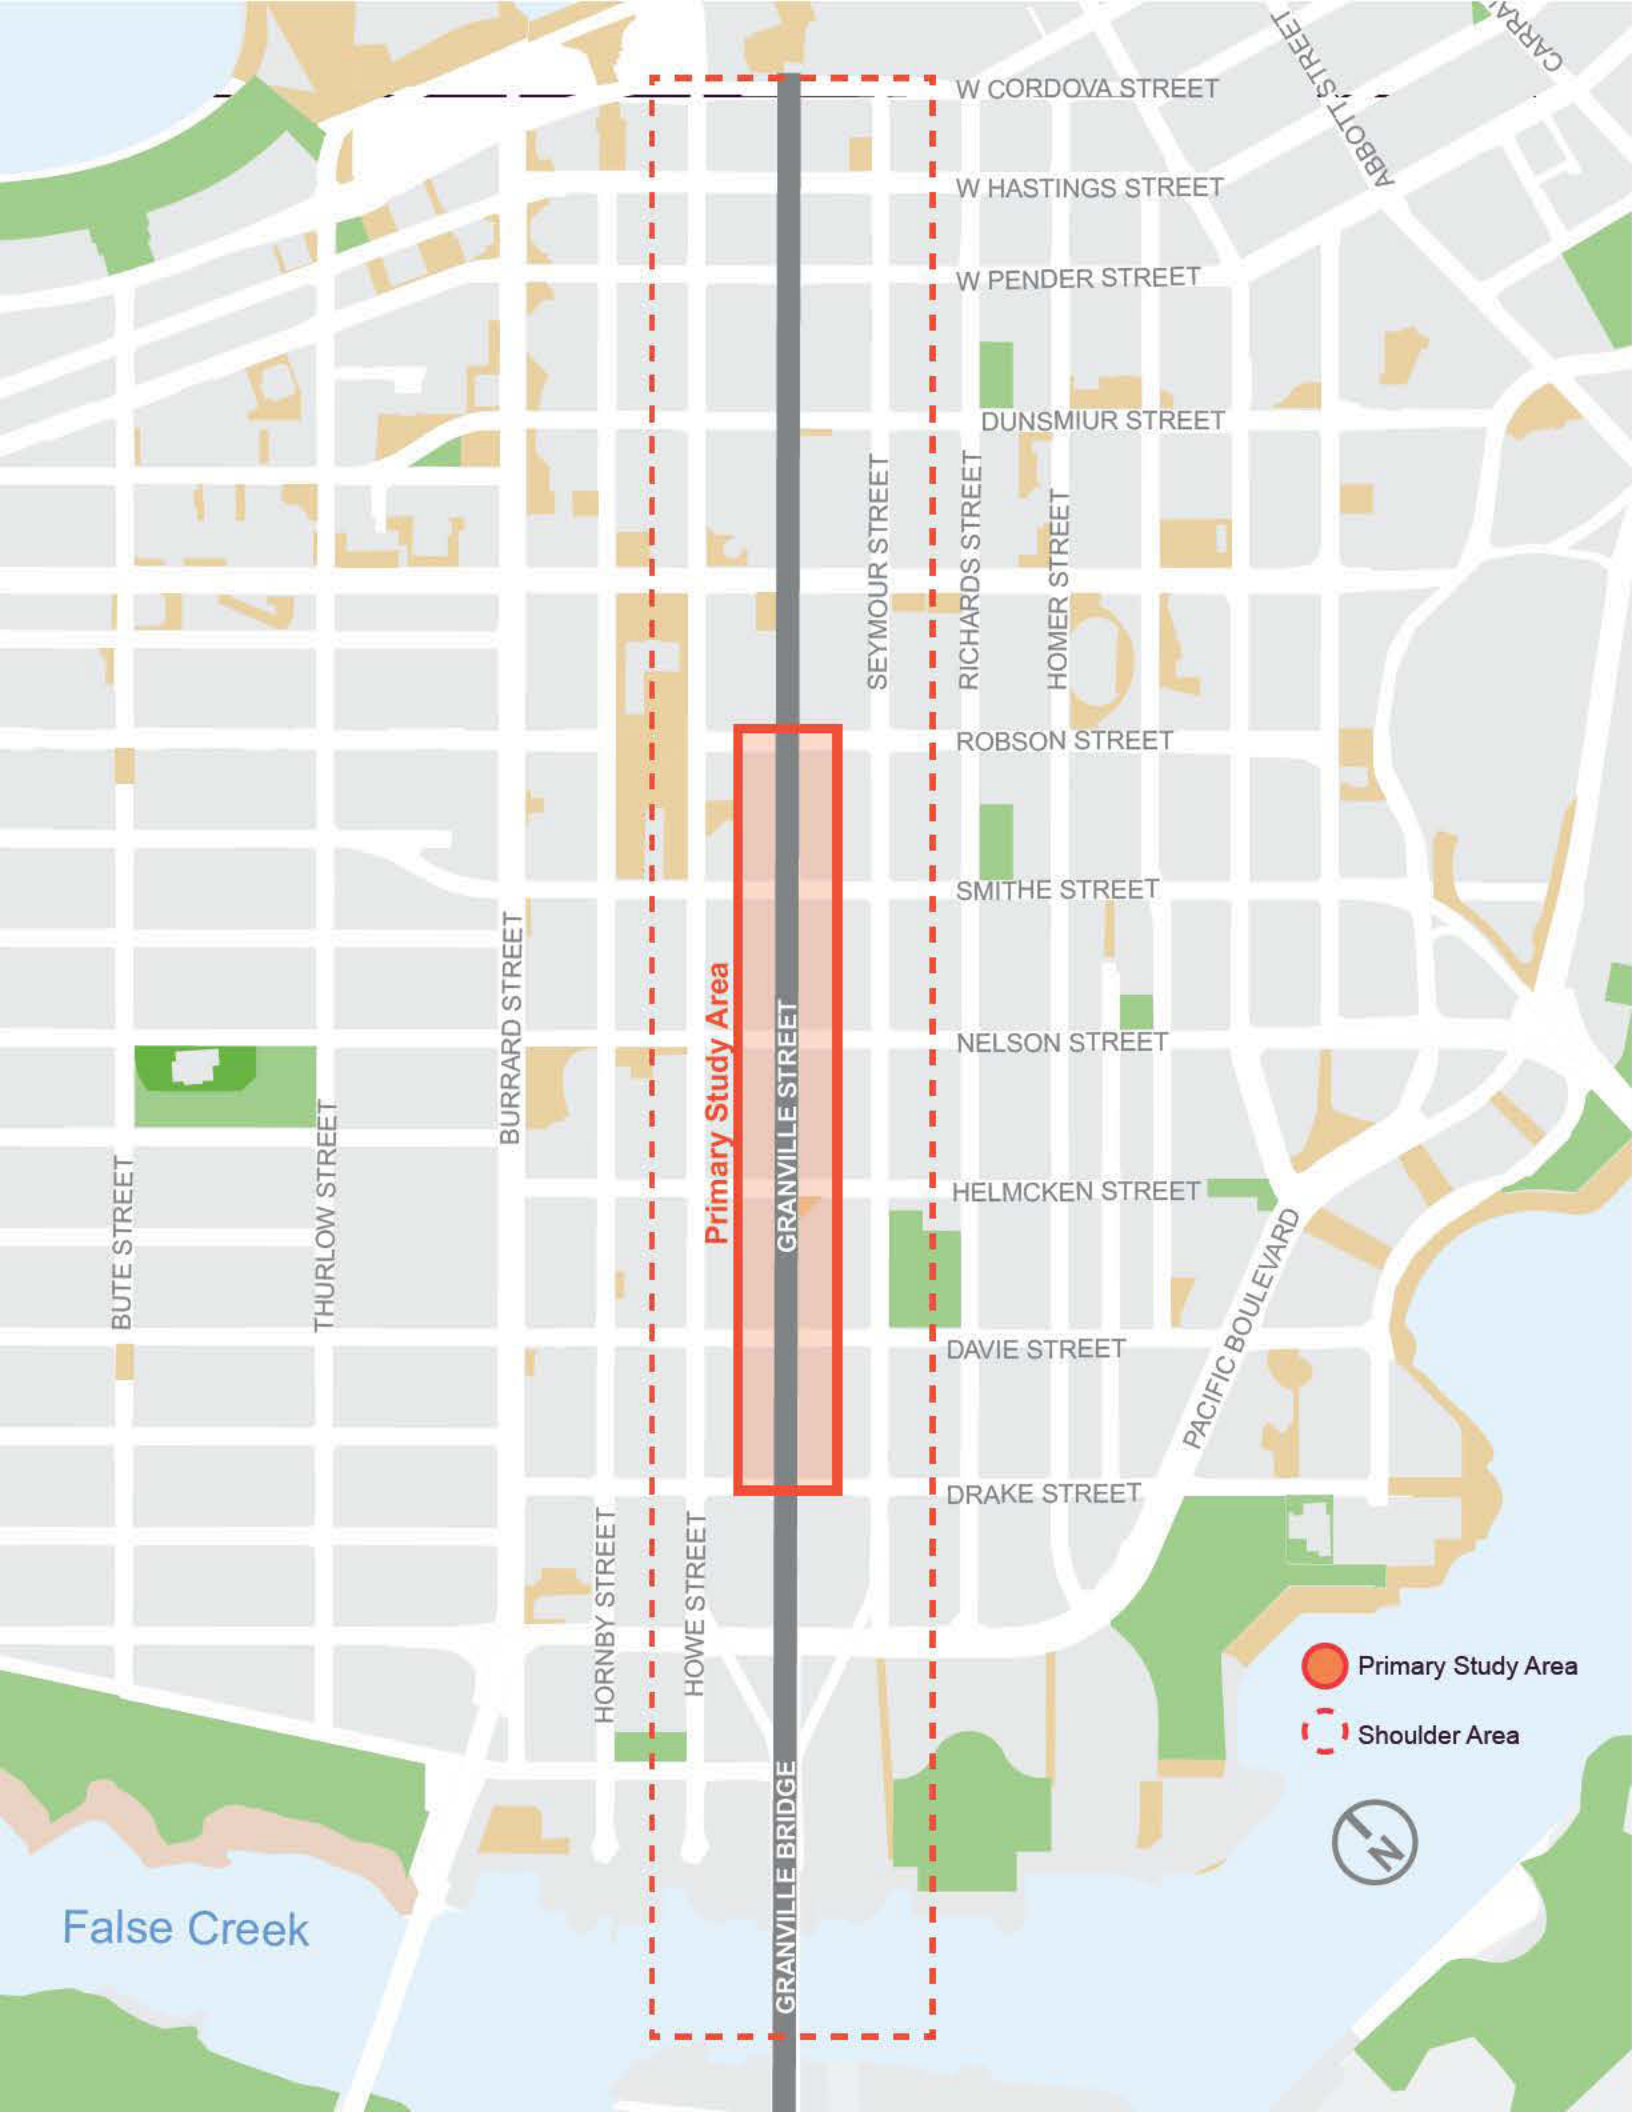 CARRA
ABBOTT STREET
W CORDOVA STREET
W HASTINGS STREET
W PENDER STREET
DUNSMIUR STREET
SEYMOUR STREET
RICHARDS STREET
HOMER STREET
ROBSON STREET
SMITHE STREET
BURRARD STREET
Primary Study Area
GRANVILLE STREET
NELSON STREET
THURLOW STREET
BUTE STREET
HELMCKEN STREET
PACIFIC BOULEVARD
DAVIE STREET
DRAKE STREET
HORNBY STREET
HOWE STREET
Primary Study Area
Shoulder Area
GRANVILLE BRIDGE
N
False Creek